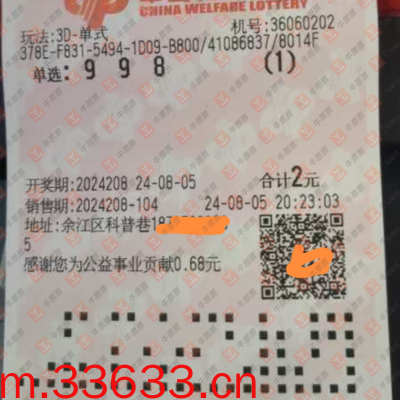 CHINA WELFARE LOTTERY
玩法:3D-单式 机号:36060202
378E-F831-5494-1D09-B800/41086837/8014F
单选: 9 9 8 (1)
开奖期:2024208 24-08-05 合计2元
销售期:2024208-104 24-08-05 20:23:03
地址:余江区科普巷
5
感谢您为公益事业贡献0.68元
m.33633.cn